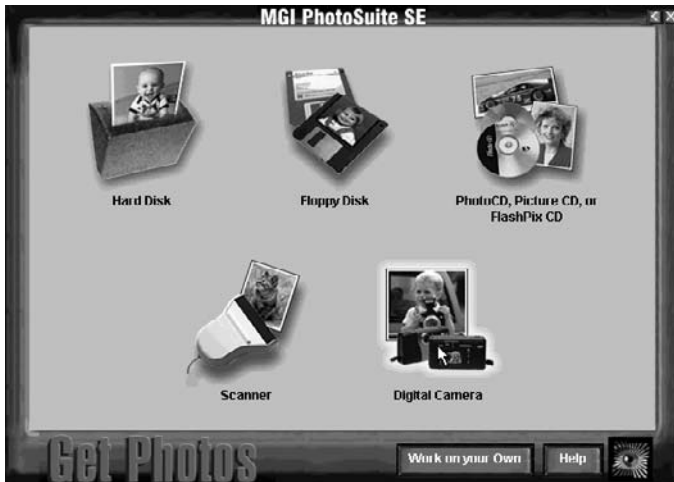 MGI PhotoSuite SE
Hard Disk
Floppy Disk
PhotoCD, Picture CD, or
FlashPix CD
Scanner
Digital Camera
Get Photos
Work on your Own
Help